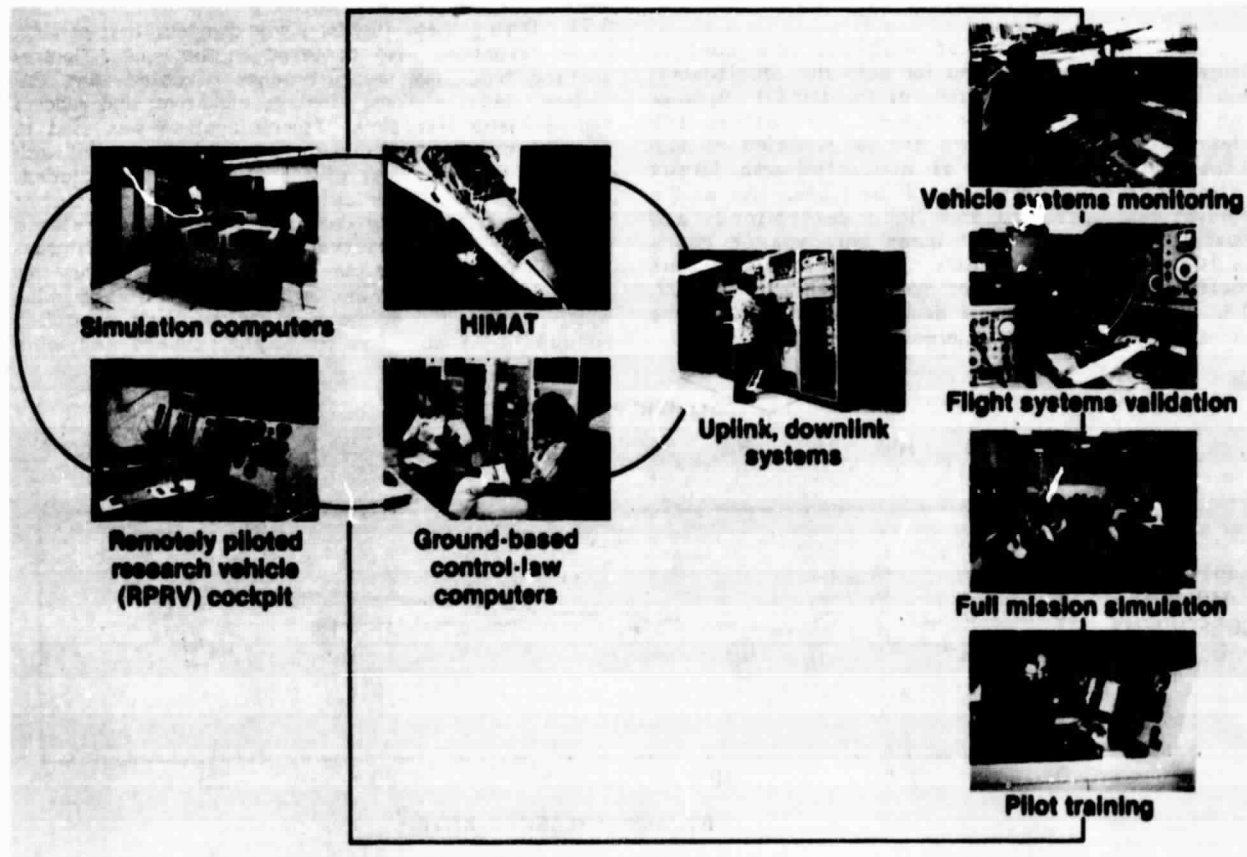 Vehicle systems monitoring
Simulation computers
HIMAT
Flight systems validation
Uplink, downlink
systems
Remotely piloted
research vehicle
(RPRV) cockpit
Ground-based
control-law
computers
Full mission simulation
Pilot training